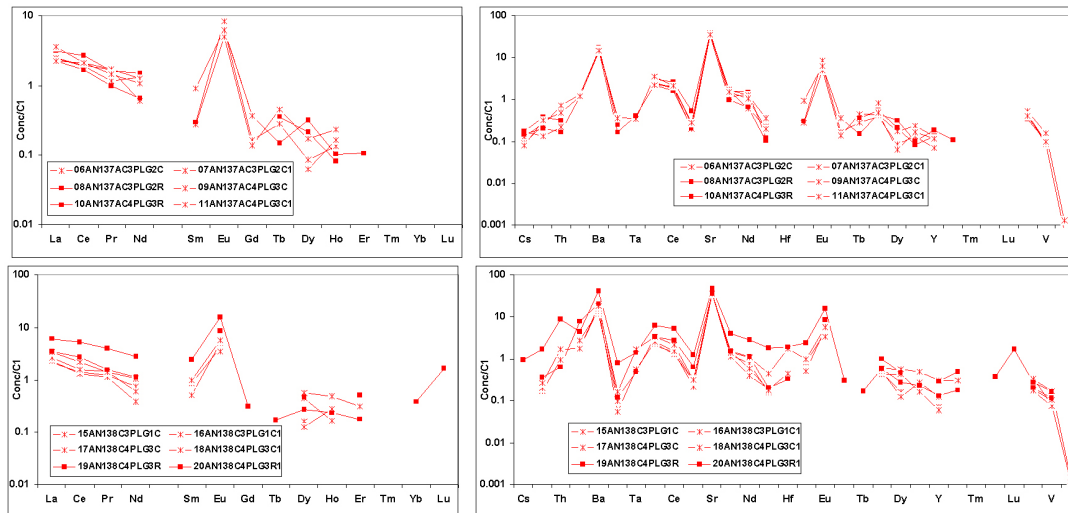 10
1
0.1
0.01
Conc/C1
La Ce Pr Nd Sm Eu Gd Tb Dy Ho Er Tm Yb Lu
06AN137AC3PLG2C 07AN137AC3PLG2C1
08AN137AC3PLG2R 09AN137AC4PLG3C
10AN137AC4PLG3R 11AN137AC4PLG3C1
100
10
1
0.1
0.01
0.001
Conc/C1
Cs Th Ba Ta Ce Sr Nd Hf Eu Tb Dy Y Tm Lu V
06AN137AC3PLG2C 07AN137AC3PLG2C1
08AN137AC3PLG2R 09AN137AC4PLG3C
10AN137AC4PLG3R 11AN137AC4PLG3C1
100
10
1
0.1
0.01
Conc/C1
La Ce Pr Nd Sm Eu Gd Tb Dy Ho Er Tm Yb Lu
15AN138C3PLG1C 16AN138C3PLG1C1
17AN138C4PLG3C 18AN138C4PLG3C1
19AN138C4PLG3R 20AN138C4PLG3R1
100
10
1
0.1
0.01
0.001
Conc/C1
Cs Th Ba Ta Ce Sr Nd Hf Eu Tb Dy Y Tm Lu V
15AN138C3PLG1C 16AN138C3PLG1C1
17AN138C4PLG3C 18AN138C4PLG3C1
19AN138C4PLG3R 20AN138C4PLG3R1